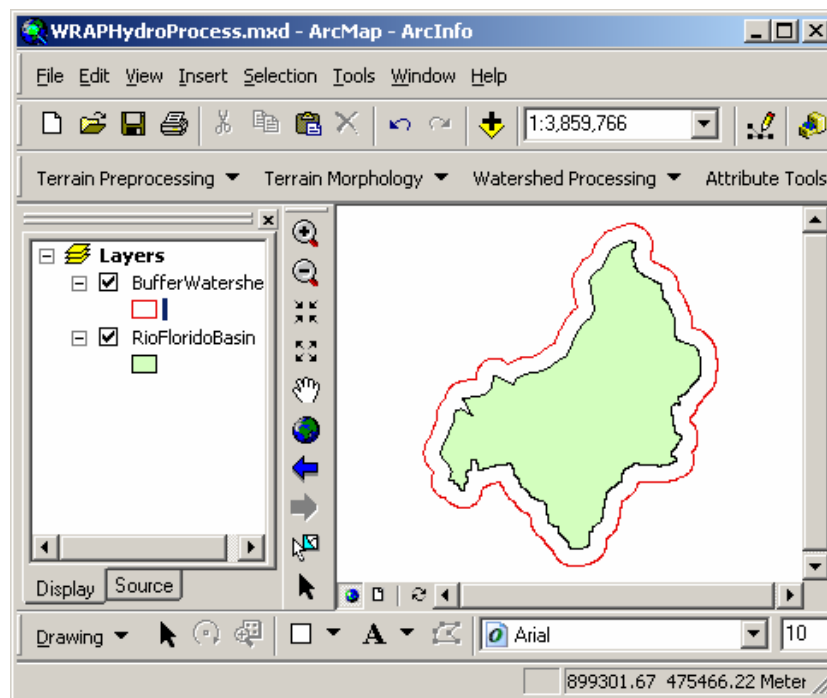 WRAPHydroProcess.mxd - ArcMap - ArcInfo
File Edit View Insert Selection Tools Window Help
1:3,859,766
Terrain Preprocessing Terrain Morphology Watershed Processing Attribute Tools
Layers
BufferWatershe
RioFloridoBasin
Display Source
Drawing A Arial 10
899301.67 475466.22 Meter